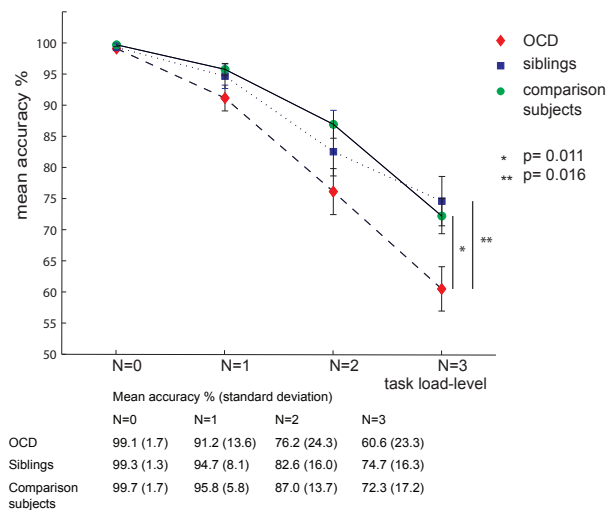 100
95
90
85
80
75
70
65
60
55
50
mean accuracy %
OCD
siblings
comparison
subjects
* p= 0.011
** p= 0.016
*
**
N=0 N=1 N=2 N=3
task load-level
Mean accuracy % (standard deviation)
N=0 N=1 N=2 N=3
OCD 99.1 (1.7) 91.2 (13.6) 76.2 (24.3) 60.6 (23.3)
Siblings 99.3 (1.3) 94.7 (8.1) 82.6 (16.0) 74.7 (16.3)
Comparison 99.7 (1.7) 95.8 (5.8) 87.0 (13.7) 72.3 (17.2)
subjects